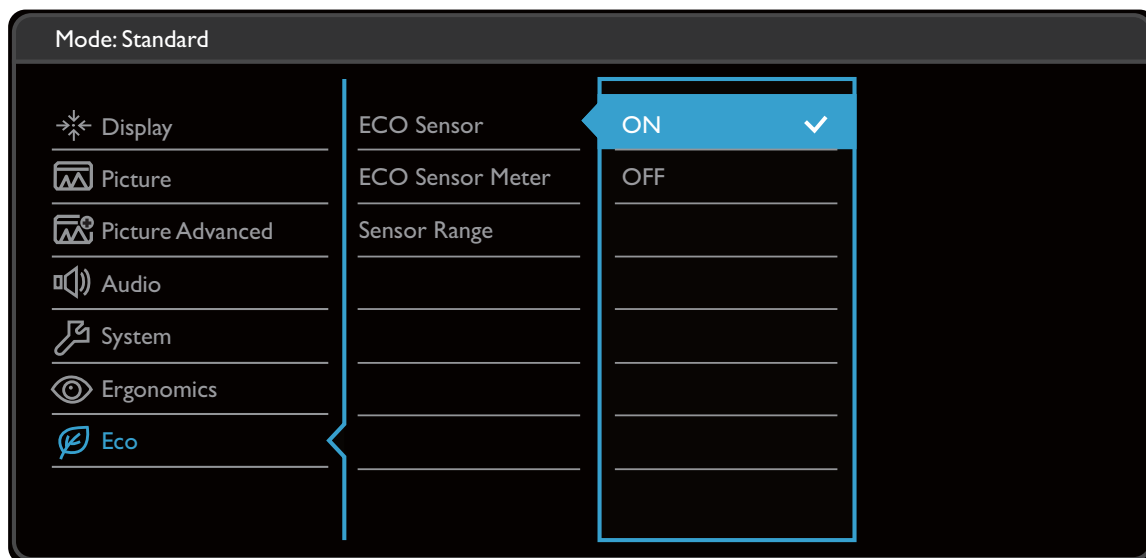 Mode: Standard
Display
Picture
Picture Advanced
Audio
System
Ergonomics
Eco
ECO Sensor
ECO Sensor Meter
Sensor Range
ON
OFF